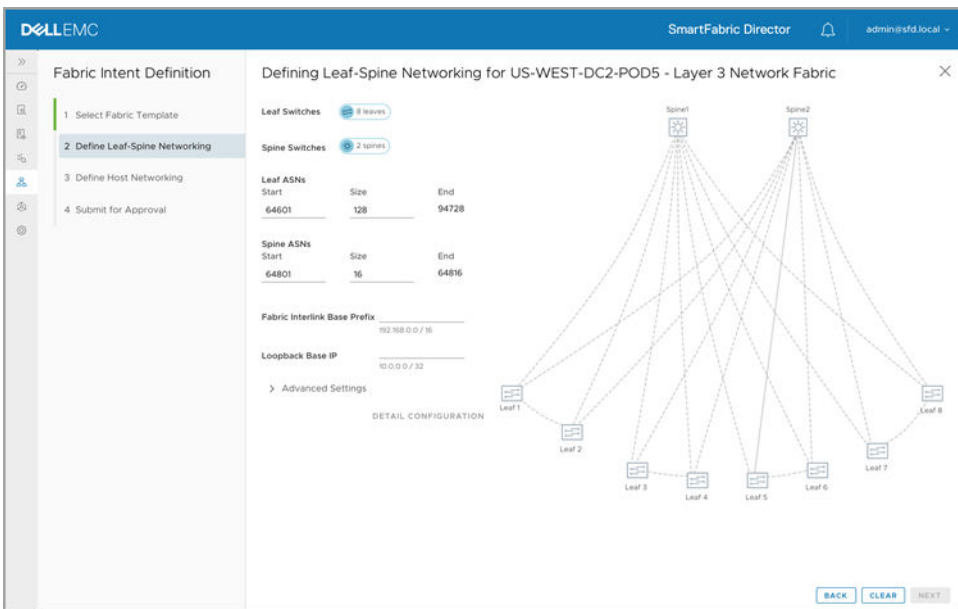 DELLEMC
SmartFabric Director
admin@sfd.local
Fabric Intent Definition
1 Select Fabric Template
2 Define Leaf-Spine Networking
3 Define Host Networking
4 Submit for Approval
Defining Leaf-Spine Networking for US-WEST-DC2-POD5 - Layer 3 Network Fabric
Leaf Switches 8 leaves
Spine Switches 2 spines
Leaf ASNs
Start Size End
64601 128 94728
Spine ASNs
Start Size End
64801 16 64816
Fabric Interlink Base Prefix
192.168.0.0 / 16
Loopback Base IP
10.0.0.0 / 32
Advanced Settings
DETAIL CONFIGURATION
Spine1 Spine2
Leaf 1
Leaf 2
Leaf 3
Leaf 4
Leaf 5
Leaf 6
Leaf 7
Leaf 8
BACK CLEAR NEXT